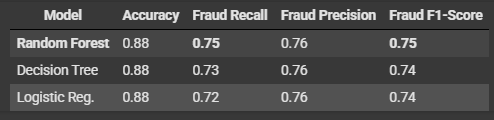 Model Accuracy Fraud Recall Fraud Precision Fraud F1-Score
Random Forest 0.88 0.75 0.76 0.75
Decision Tree 0.88 0.73 0.76 0.74
Logistic Reg. 0.88 0.72 0.76 0.74